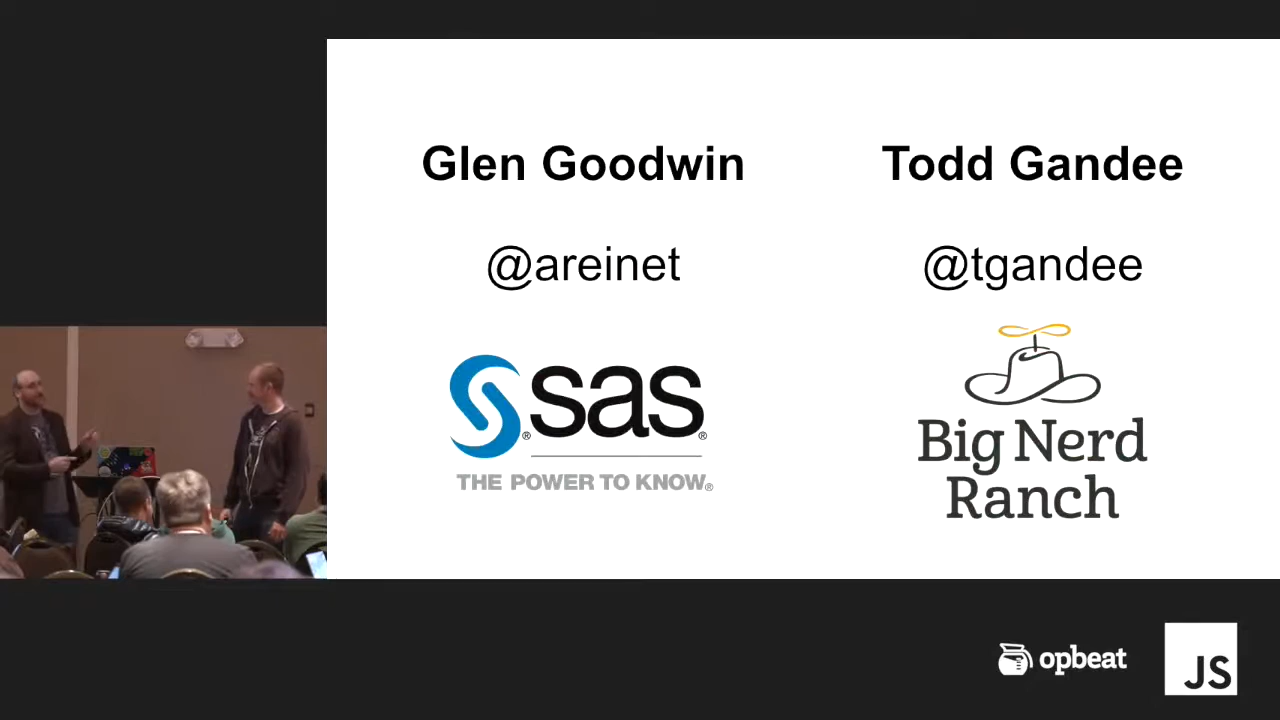 Glen Goodwin
@areinet
sas
THE POWER TO KNOW®
Todd Gandee
@tgandee
Big Nerd
Ranch
opbeat
JS